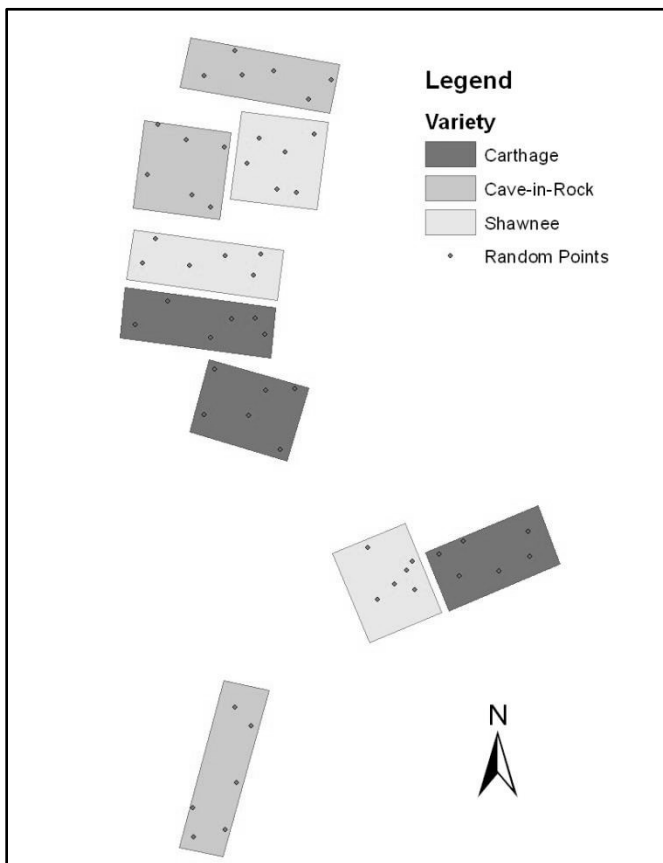 Legend
Variety
Carthage
Cave-in-Rock
Shawnee
Random Points
N